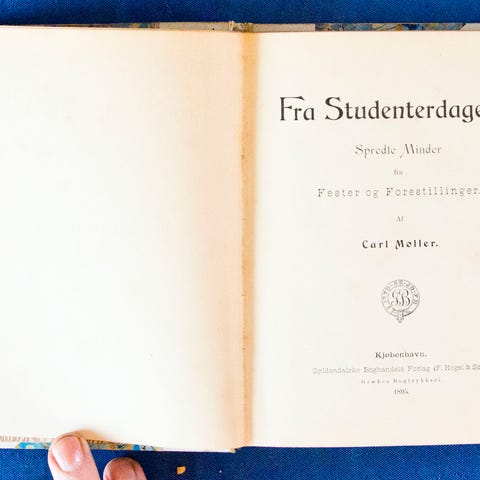 Fra Studenterdage
Spredte Minder
fra
Fester og Forestillinger.
Af
Carl Møller.
Kjøbenhavn.
Gyldendalske Boghandels Forlag (F. Hegel & Søn
Græbes Bogtrykkeri.
1895.